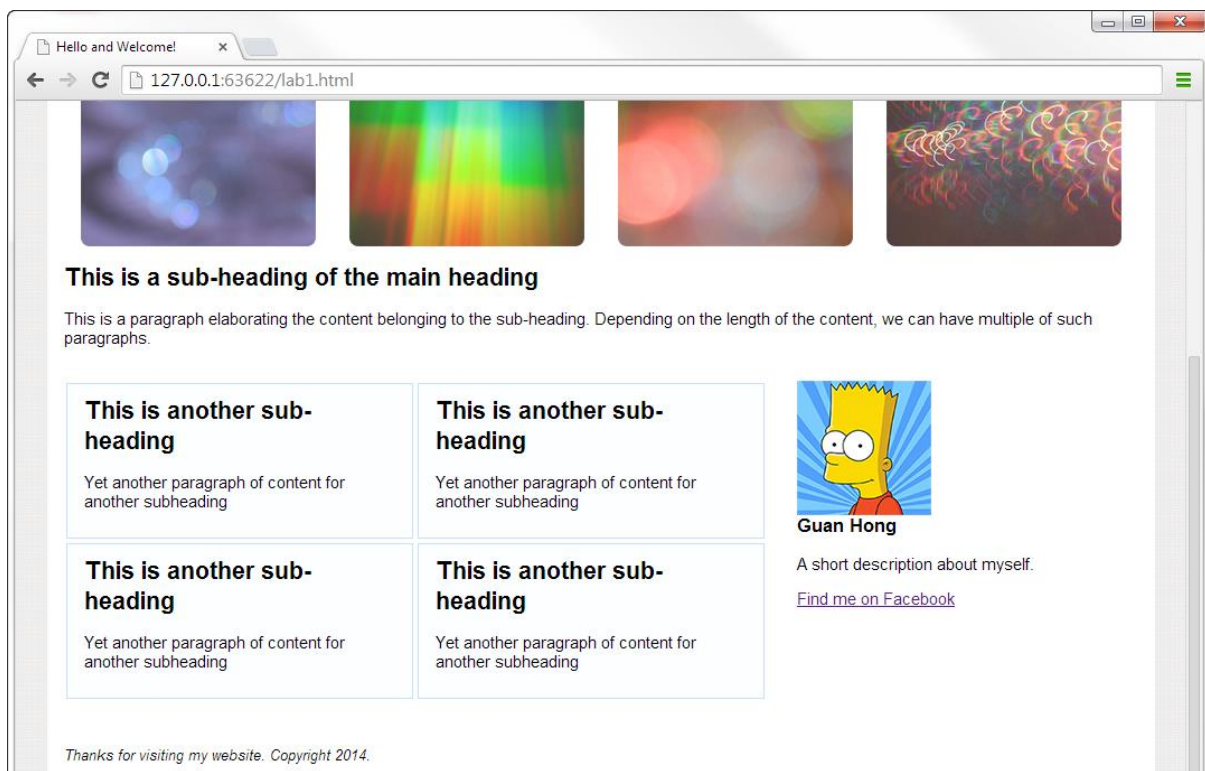 Hello and Welcome!
127.0.0.1:63622/lab1.html
This is a sub-heading of the main heading
This is a paragraph elaborating the content belonging to the sub-heading. Depending on the length of the content, we can have multiple of such
paragraphs.
This is another sub-
heading
Yet another paragraph of content for
another subheading
This is another sub-
heading
Yet another paragraph of content for
another subheading
This is another sub-
heading
Yet another paragraph of content for
another subheading
This is another sub-
heading
Yet another paragraph of content for
another subheading
Guan Hong
A short description about myself.
Find me on Facebook
Thanks for visiting my website. Copyright 2014.